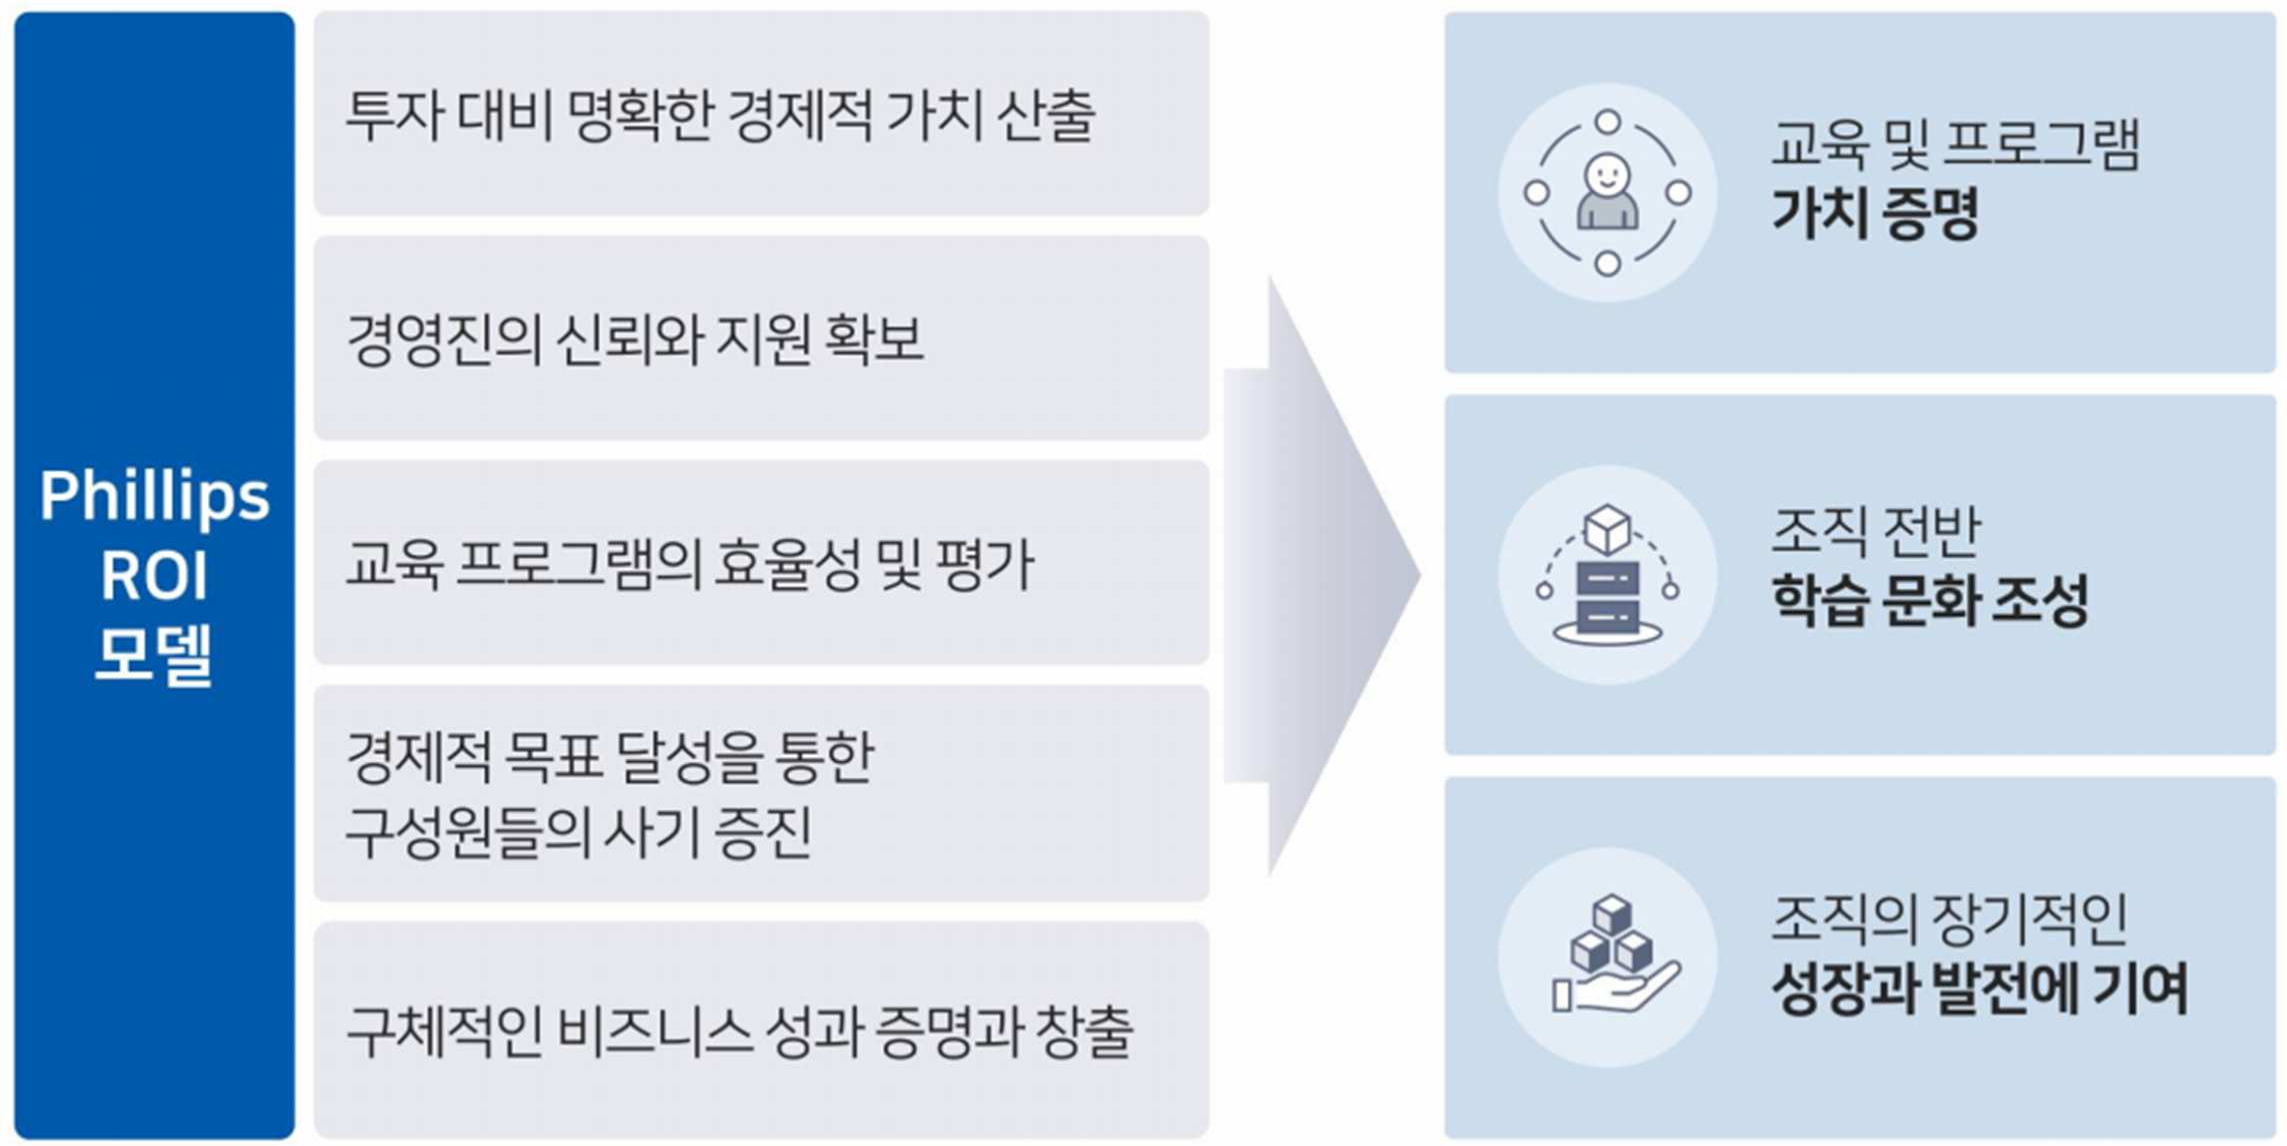 Phillips
ROI
모델
투자 대비 명확한 경제적 가치 산출
경영진의 신뢰와 지원 확보
교육 프로그램의 효율성 및 평가
경제적 목표 달성을 통한
구성원들의 사기 증진
구체적인 비즈니스 성과 증명과 창출
교육 및 프로그램
가치 증명
조직 전반
학습 문화 조성
조직의 장기적인
성장과 발전에 기여